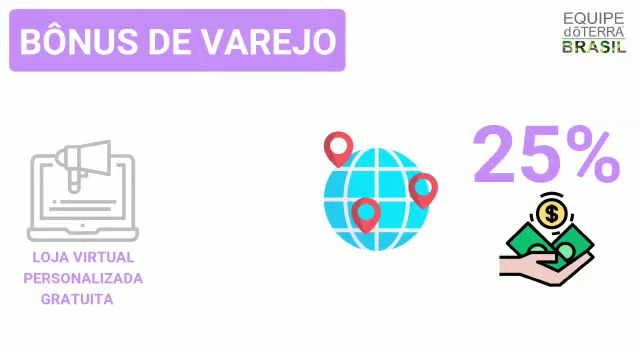 BÔNUS DE VAREJO
EQUIPE
dōTERRA
BRASIL
25%
$
LOJA VIRTUAL
PERSONALIZADA
GRATUITA